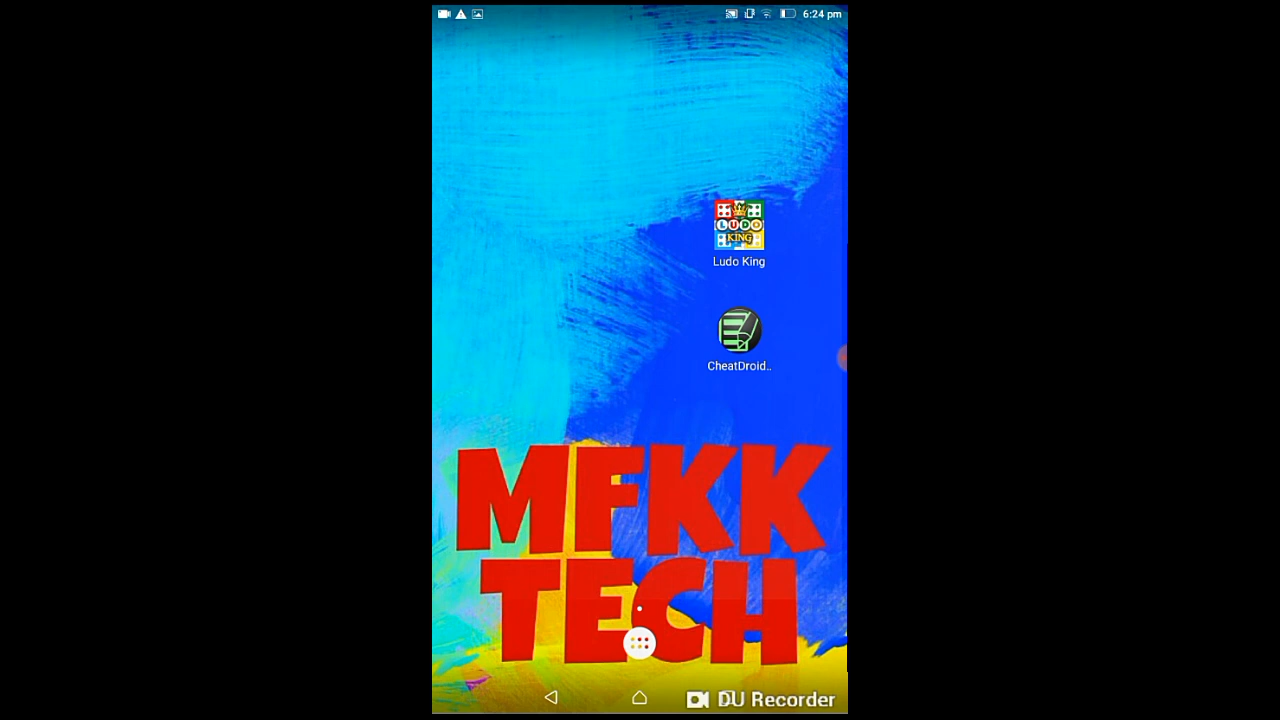 6:24 pm
LUDO
KING
Ludo King
CheatDroid..
MFKK
TECH
DU Recorder